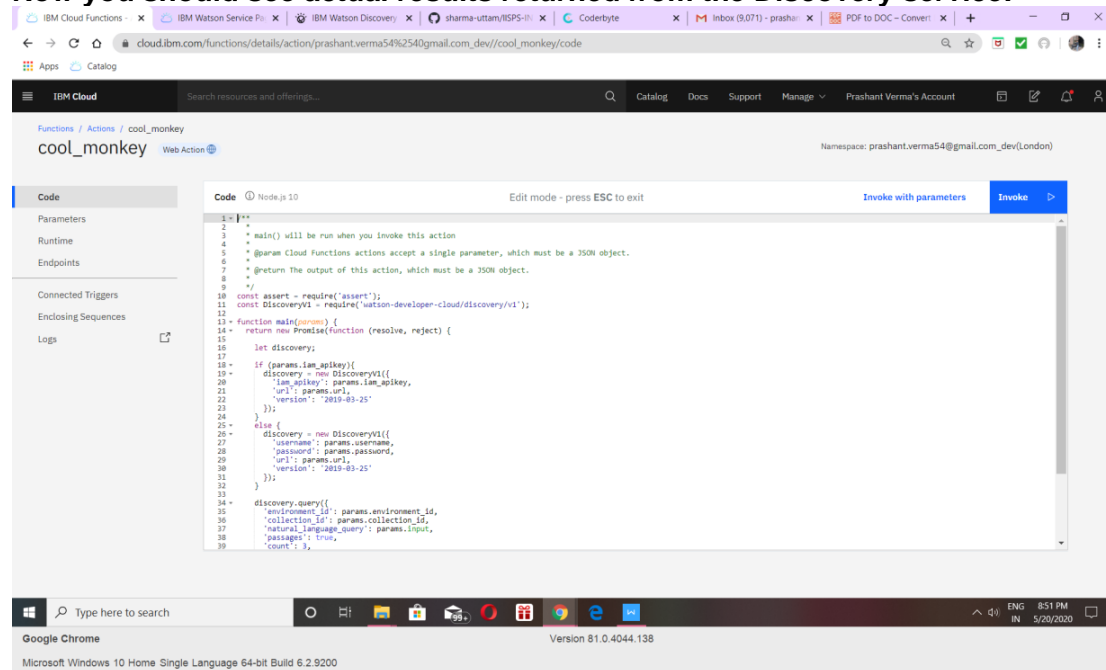 Now you should see actual results returned from the Discovery service.
IBM Cloud Functions - IBM Watson Service Pa IBM Watson Discovery sharma-uttam/IISPS-IN Coderbyte Inbox (9,071) - prashan PDF to DOC – Convert
cloud.ibm.com/functions/details/action/prashant.verma54%2540gmail.com_dev//cool_monkey/code
Apps Catalog
IBM Cloud Search resources and offerings... Catalog Docs Support Manage Prashant Verma's Account
Functions / Actions / cool_monkey
cool_monkey Web Action Namespace: prashant.verma54@gmail.com_dev(London)
Code
Parameters
Runtime
Endpoints
Connected Triggers
Enclosing Sequences
Logs
Code Node.js 10 Edit mode - press ESC to exit Invoke with parameters Invoke
1 /**
2 *
3 * main() will be run when you invoke this action
4 *
5 * @param Cloud Functions actions accept a single parameter, which must be a JSON object.
6 *
7 * @return The output of this action, which must be a JSON object.
8 *
9 */
10 const assert = require('assert');
11 const DiscoveryV1 = require('watson-developer-cloud/discovery/v1');
12
13 function main(params) {
14 return new Promise(function (resolve, reject) {
15
16 let discovery;
17
18 if (params.iam_apikey){
19 discovery = new DiscoveryV1({
20 'iam_apikey': params.iam_apikey,
21 'url': params.url,
22 'version': '2019-03-25'
23 });
24 }
25 else {
26 discovery = new DiscoveryV1({
27 'username': params.username,
28 'password': params.password,
29 'url': params.url,
30 'version': '2019-03-25'
31 });
32 }
33
34 discovery.query({
35 'environment_id': params.environment_id,
36 'collection_id': params.collection_id,
37 'natural_language_query': params.input,
38 'passages': true,
39 'count': 3,
Type here to search 99+ ENG 8:51 PM
IN 5/20/2020
Google Chrome Version 81.0.4044.138
Microsoft Windows 10 Home Single Language 64-bit Build 6.2.9200